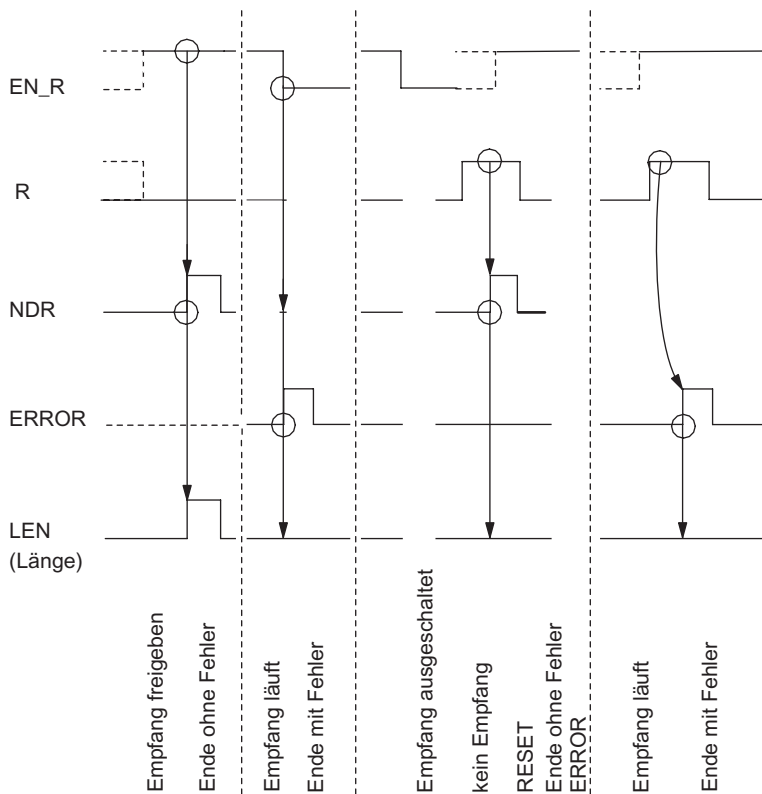 EN_R
R
NDR
ERROR
LEN
(Länge)
Empfang freigeben
Ende ohne Fehler
Empfang läuft
Ende mit Fehler
Empfang ausgeschaltet
kein Empfang
RESET
Ende ohne Fehler
ERROR
Empfang läuft
Ende mit Fehler